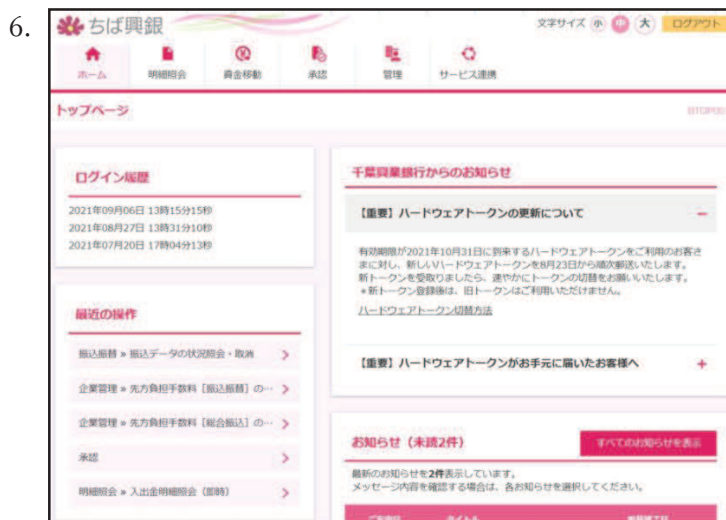 6.
ちば興銀
文字サイズ 小 中 大 ログアウト
ホーム 明細照会 資金移動 承認 管理 サービス連携
トップページ
ログイン履歴
2021年09月06日 13時15分15秒
2021年08月27日 13時31分10秒
2021年07月20日 17時04分13秒
最近の操作
振込振替 » 振込データの状況照会・取消
企業管理 » 先方負担手数料［振込振替］の…
企業管理 » 先方負担手数料［総合振込］の…
承認
明細照会 » 入出金明細照会（即時）
千葉興業銀行からのお知らせ
【重要】ハードウェアトークンの更新について
有効期限が2021年10月31日に到来するハードウェアトークンをご利用のお客さ
まに対し、新しいハードウェアトークンを8月23日から順次郵送いたします。
新トークンを受取りましたら、速やかにトークンの切替をお願いいたします。
＊新トークン登録後は、旧トークンはご利用いただけません。
ハードウェアトークン切替方法
【重要】ハードウェアトークンがお手元に届いたお客様へ
お知らせ（未読2件） すべてのお知らせを表示
最新のお知らせを2件表示しています。
メッセージ内容を確認する場合は、各お知らせを選択してください。
タイトル